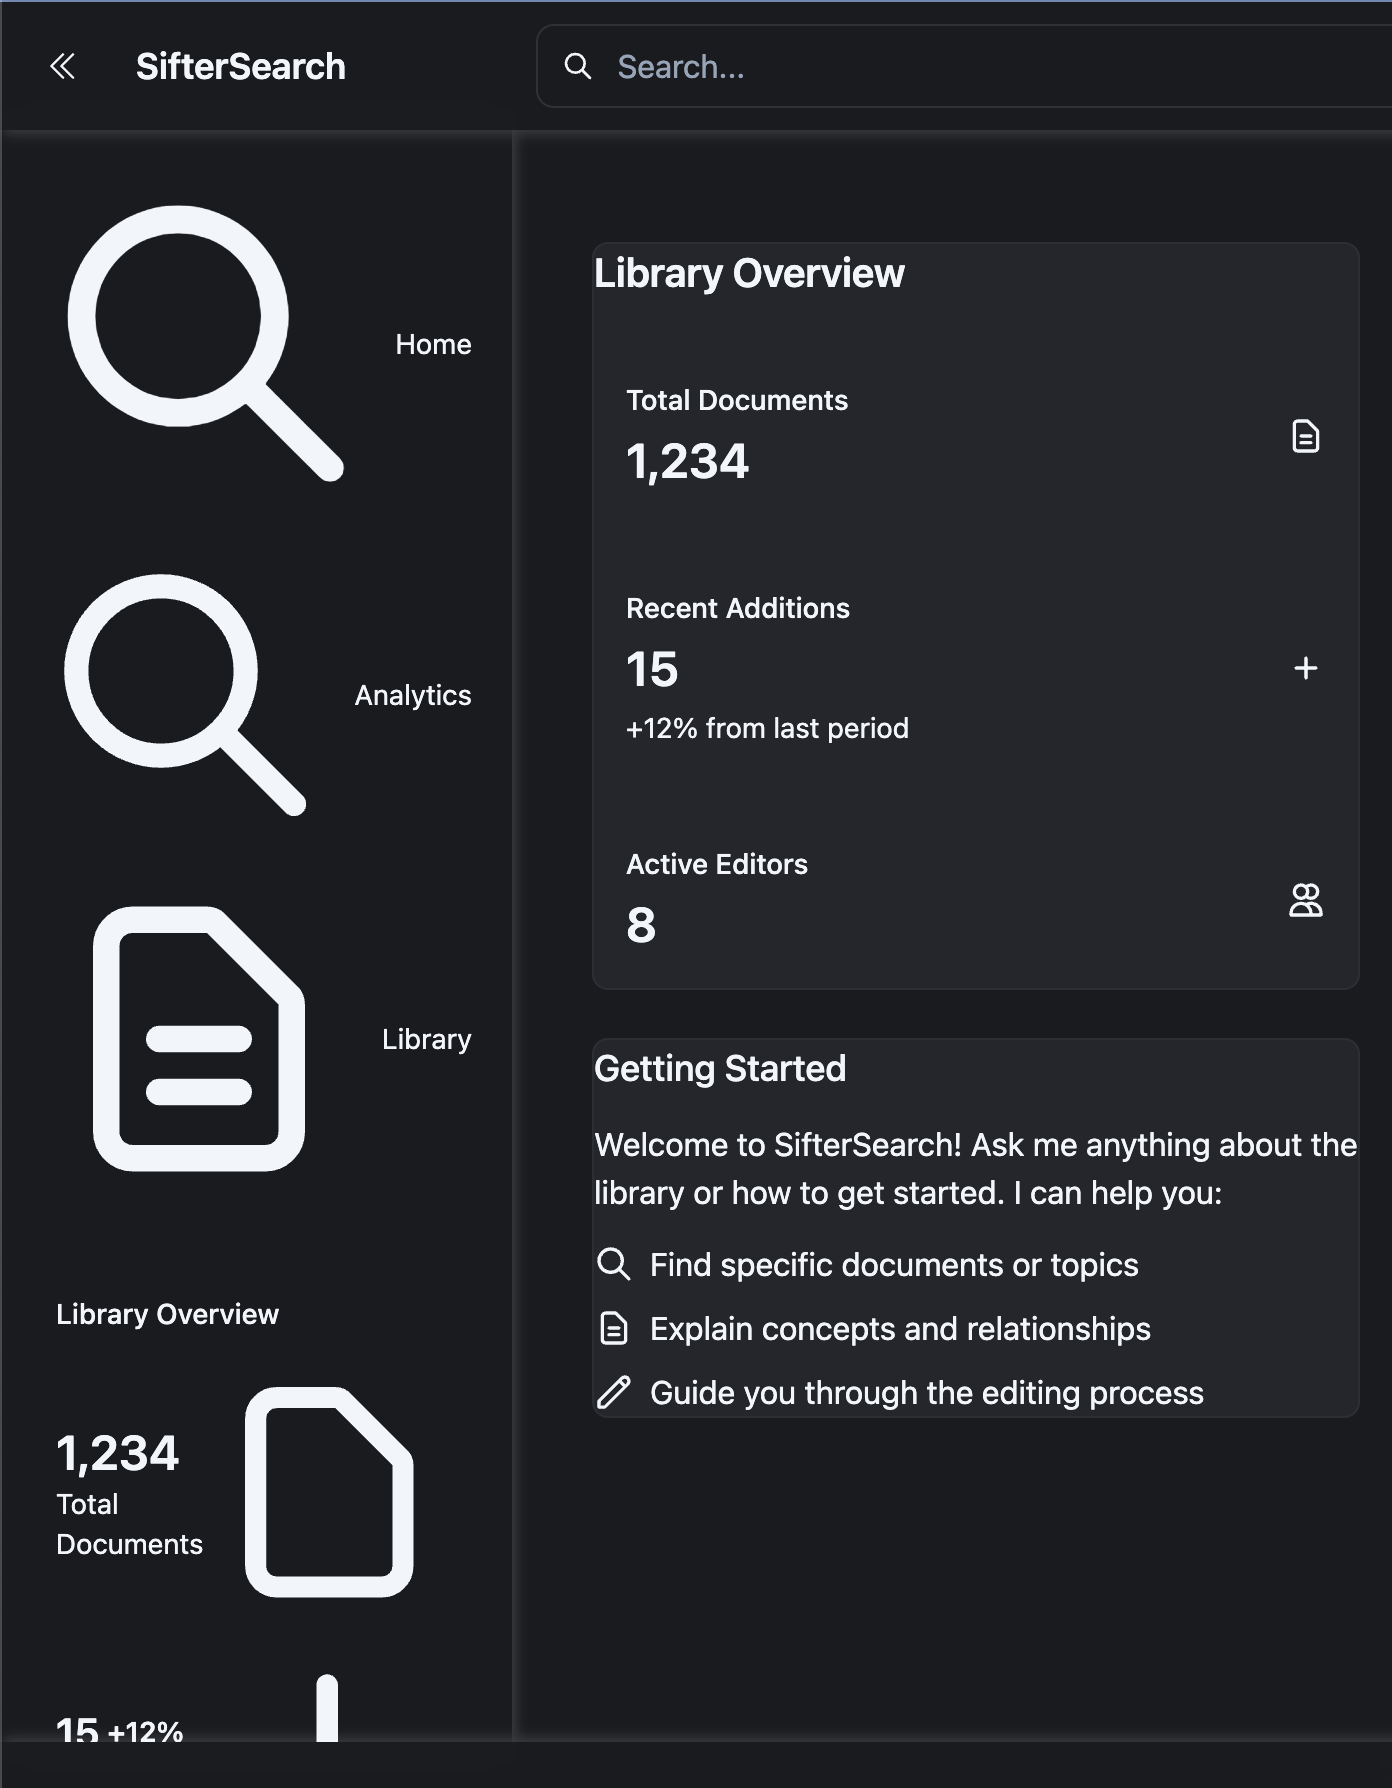 SifterSearch
Search...
Home
Analytics
Library
Library Overview
1,234
Total
Documents
15 +12%
Library Overview
Total Documents
1,234
Recent Additions
15
+12% from last period
Active Editors
8
Getting Started
Welcome to SifterSearch! Ask me anything about the
library or how to get started. I can help you:
Find specific documents or topics
Explain concepts and relationships
Guide you through the editing process